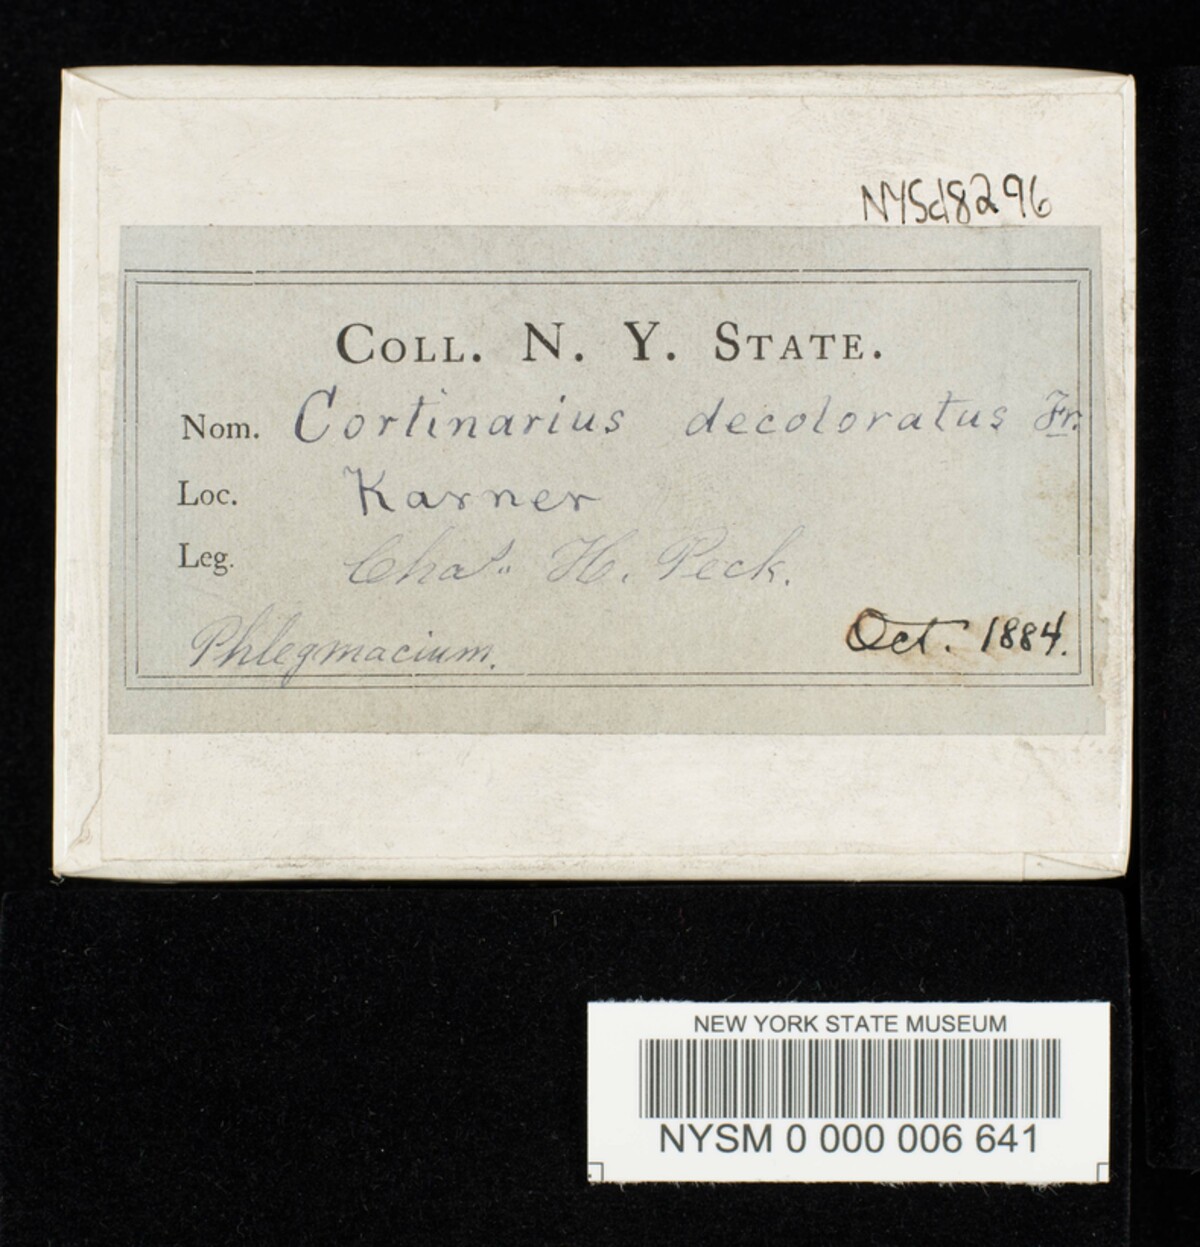 NYSd8296
COLL. N. Y. STATE.
Nom. Cortinarius decoloratus Fr.
Loc. Karner
Leg. Chas. H. Peck.
Phlegmacium. Oct. 1884.
NEW YORK STATE MUSEUM
NYSM 0 000 006 641